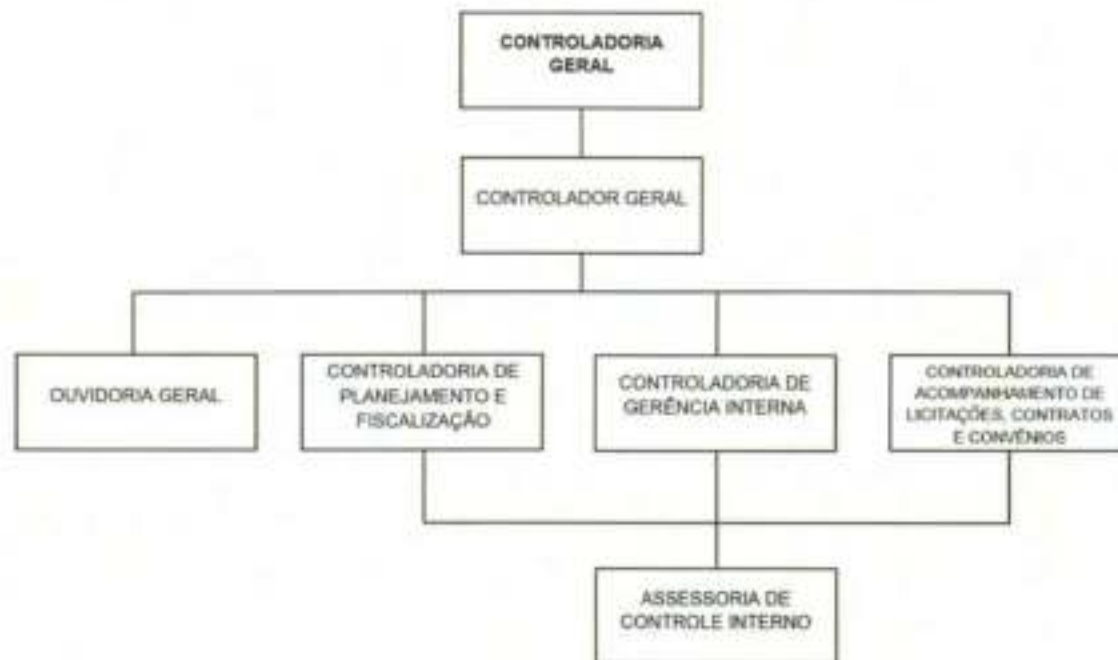 CONTROLADORIA
GERAL
CONTROLADOR GERAL
OUVIDORIA GERAL
CONTROLADORIA DE
PLANEJAMENTO E
FISCALIZAÇÃO
CONTROLADORIA DE
GERÊNCIA INTERNA
CONTROLADORIA DE
ACOMPANHAMENTO DE
LICITAÇÕES, CONTRATOS
E CONVÊNIOS
ASSESSORIA DE
CONTROLE INTERNO